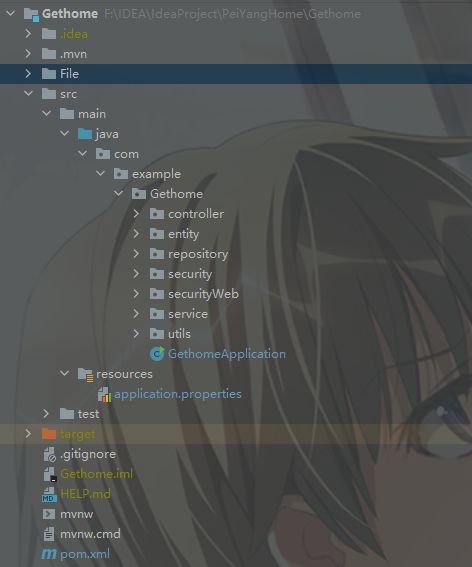 Gethome F:\IDEA\IdeaProject\PeiYangHome\Gethome
.idea
.mvn
File
src
main
java
com
example
Gethome
controller
entity
repository
security
securityWeb
service
utils
GethomeApplication
resources
application.properties
test
target
.gitignore
Gethome.iml
HELP.md
mvnw
mvnw.cmd
pom.xml